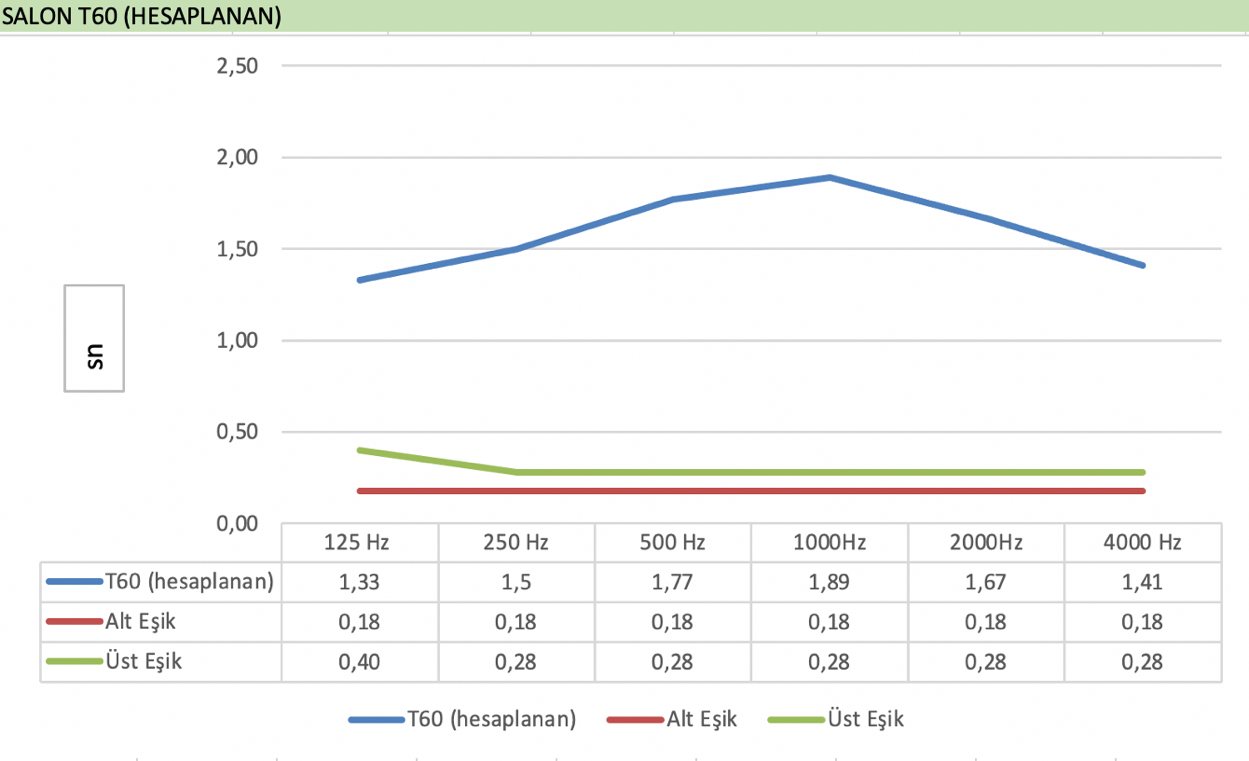 SALON T60 (HESAPLANAN)
2,50
2,00
1,50
1,00
0,50
0,00
sn
125 Hz 250 Hz 500 Hz 1000Hz 2000Hz 4000 Hz
T60 (hesaplanan) 1,33 1,5 1,77 1,89 1,67 1,41
Alt Eşik 0,18 0,18 0,18 0,18 0,18 0,18
Üst Eşik 0,40 0,28 0,28 0,28 0,28 0,28
T60 (hesaplanan) Alt Eşik Üst Eşik